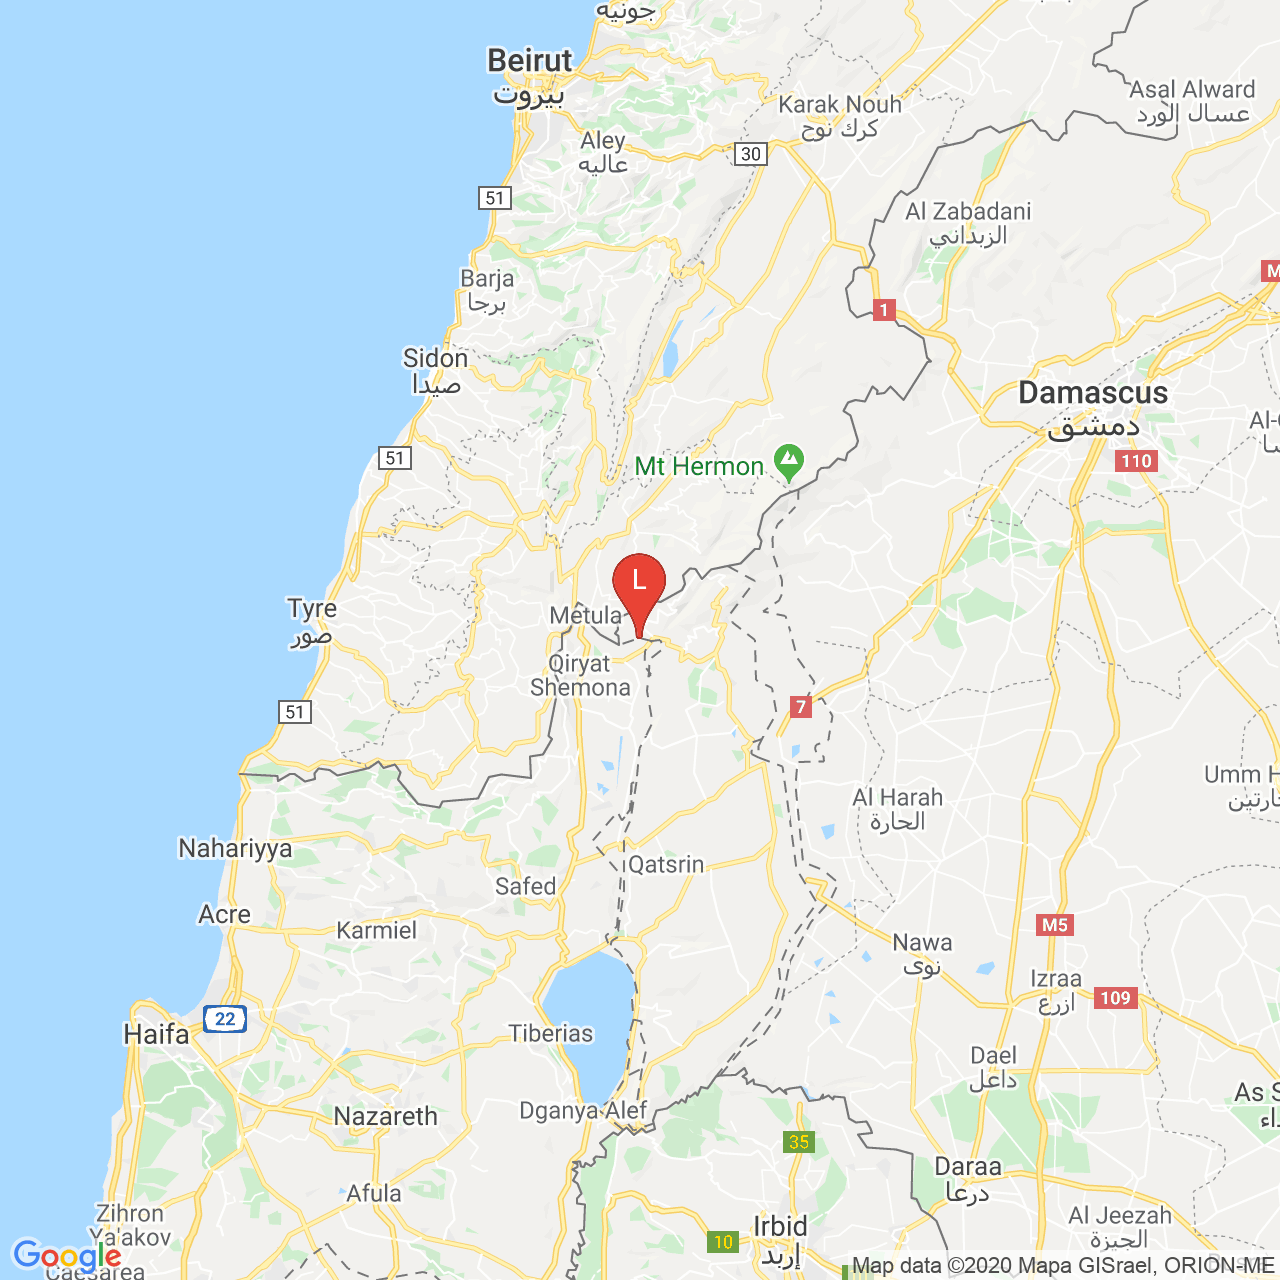 جونيه
Beirut
بيروت
Karak Nouh
كرك نوح
Asal Alward
عسال الورد
Aley
عاليه
30
51
Al Zabadani
الزبداني
Barja
برجا
M
1
Sidon
صيدا
Damascus
دمشق
51
Mt Hermon
110
L
Tyre
صور
Metula
Qiryat
Shemona
51
7
Umm H
Al Harah
الحارة
Nahariyya
Qatsrin
Safed
Acre
Karmiel
M5
Nawa
نوى
Izraa
ازرع
109
22
Haifa
Tiberias
Dael
داعل
As S
Dganya Alef
Nazareth
35
Daraa
درعا
Afula
Zihron
Ya'akov
Irbid
إربد
Al Jeezah
الجيزة
10
Google
Caesarea
Map data ©2020 Mapa GISrael, ORION-ME